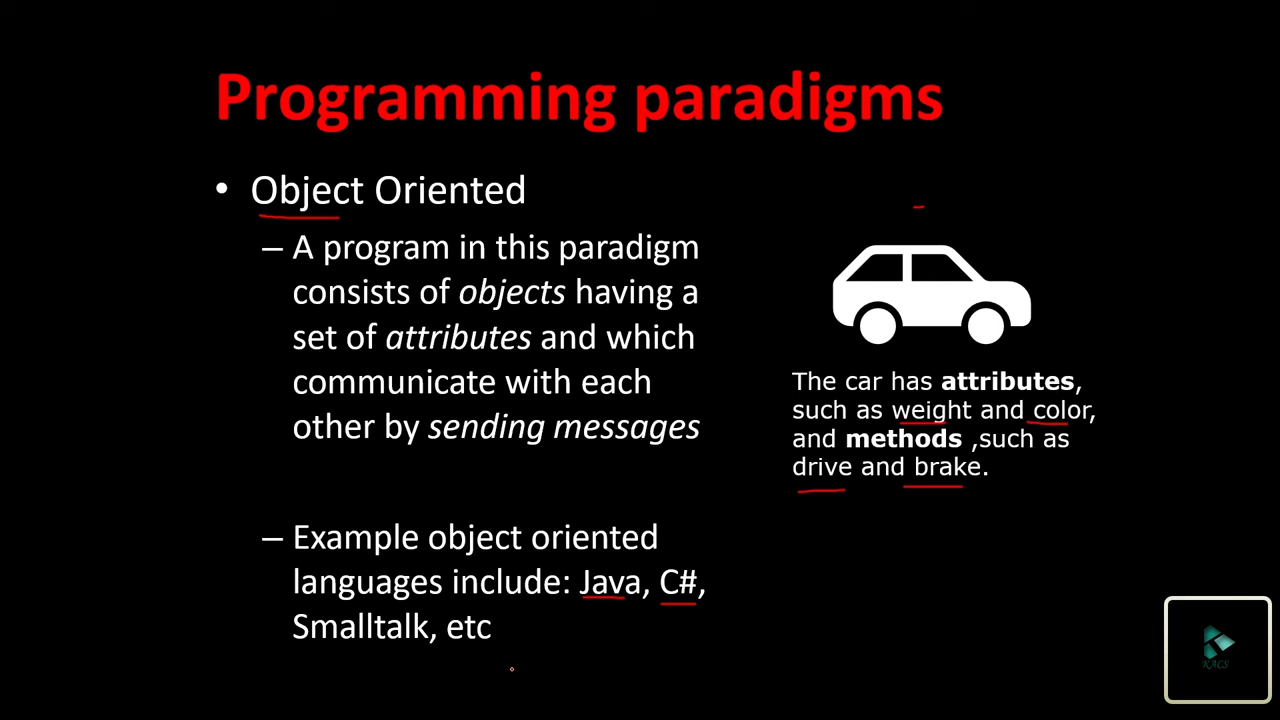 Programming paradigms
• Object Oriented
– A program in this paradigm
consists of objects having a
set of attributes and which
communicate with each
other by sending messages
– Example object oriented
languages include: Java, C#,
Smalltalk, etc
The car has attributes,
such as weight and color,
and methods ,such as
drive and brake.
KACS